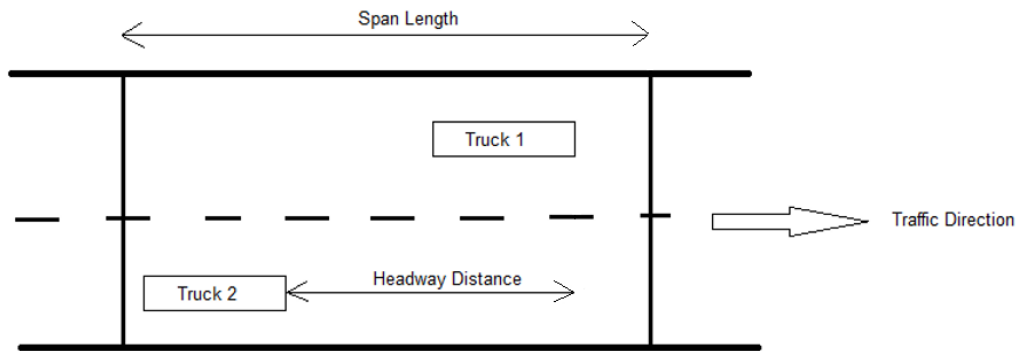 Span Length
Truck 1
Traffic Direction
Headway Distance
Truck 2